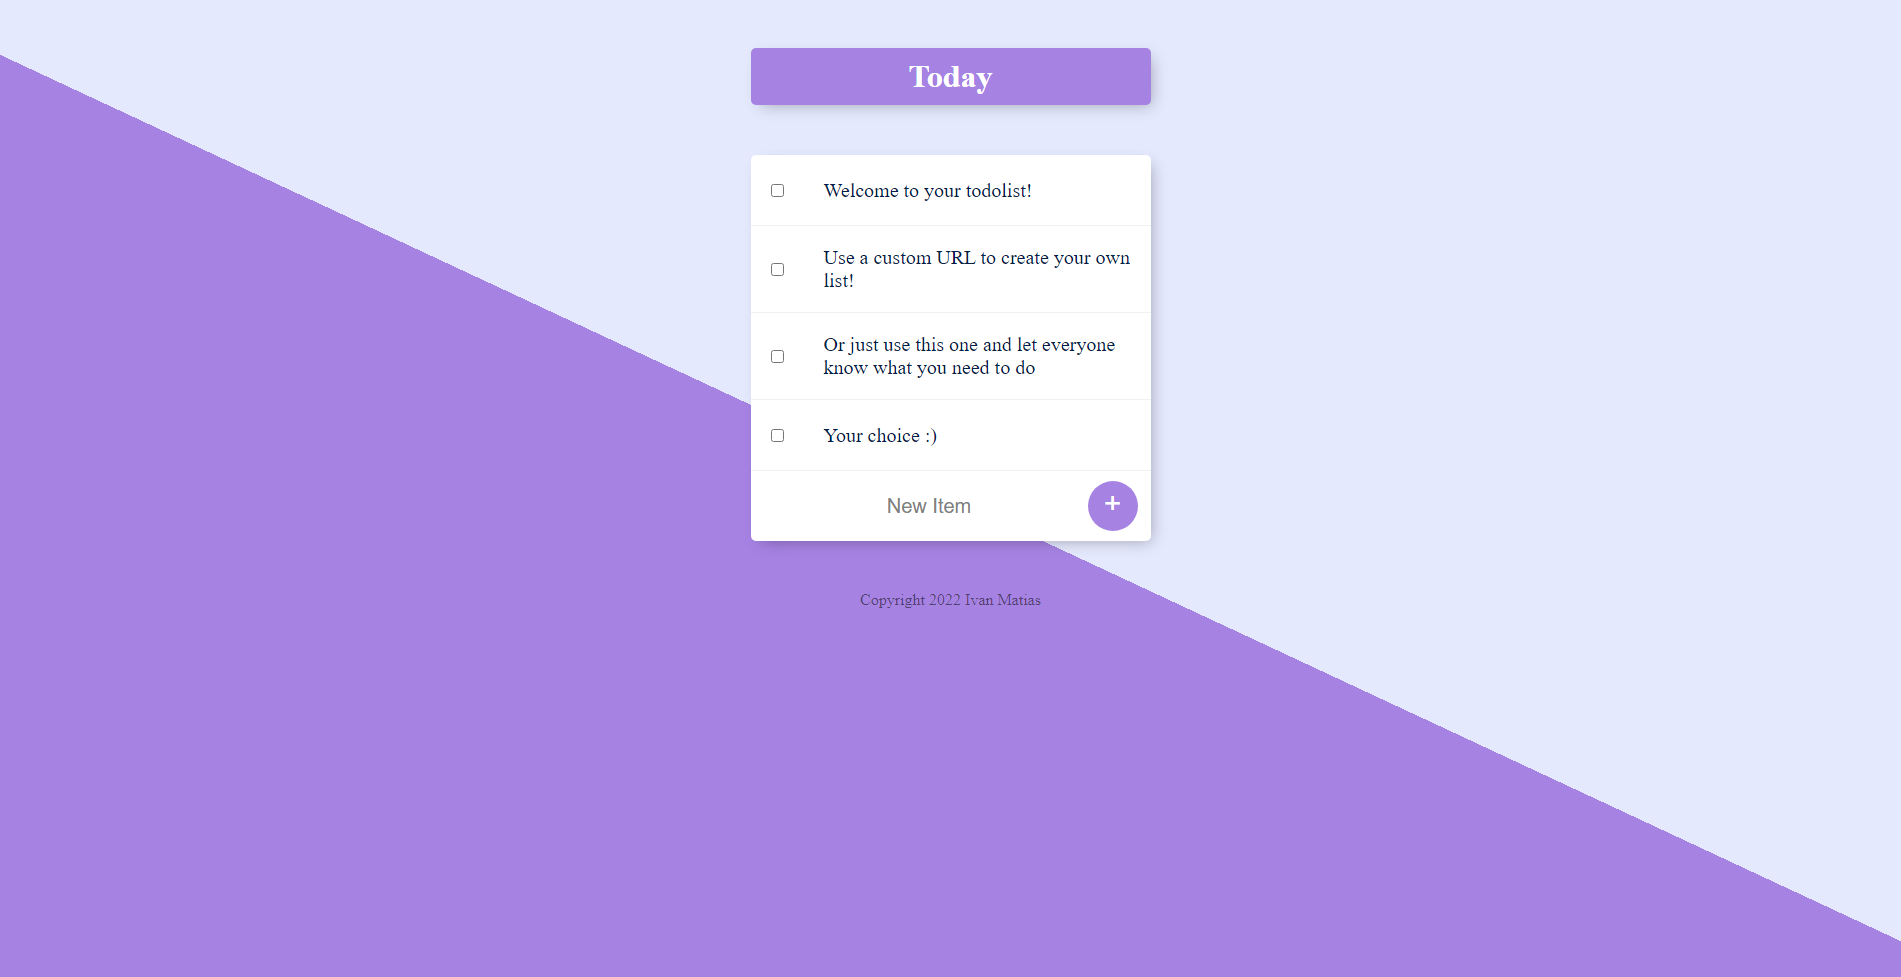 Today
Welcome to your todolist!
Use a custom URL to create your own
list!
Or just use this one and let everyone
know what you need to do
Your choice :)
New Item
+
Copyright 2022 Ivan Matias